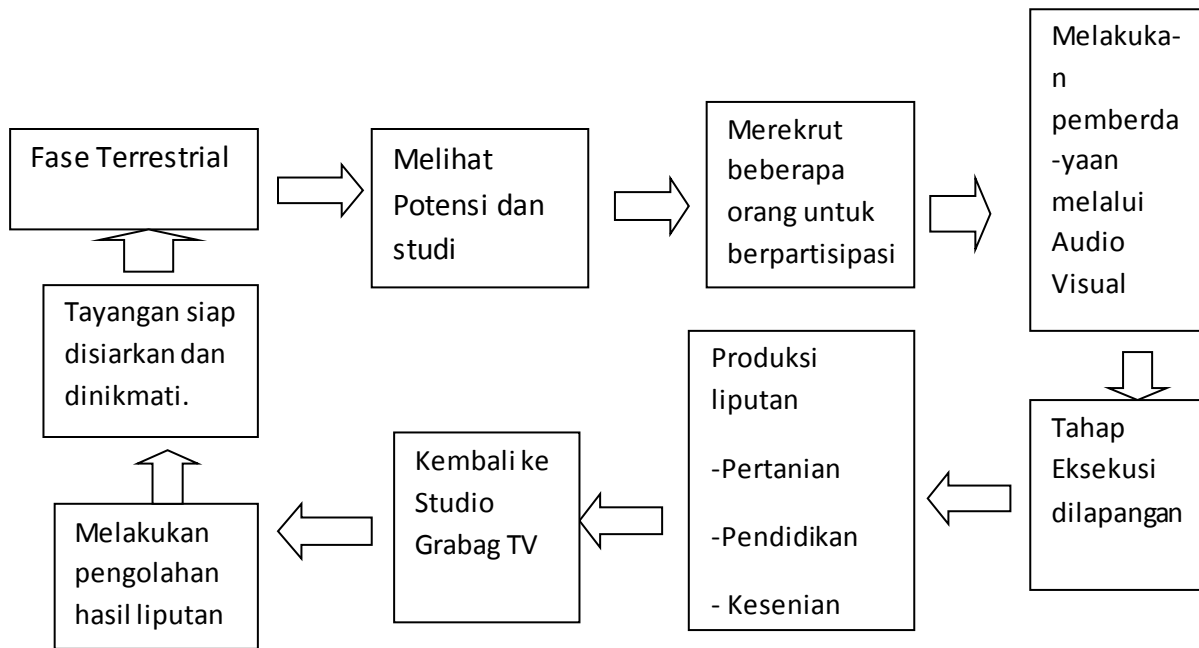 Fase Terrestrial
Melihat
Potensi dan
studi
Merekrut
beberapa
orang untuk
berpartisipasi
Melakuka-
n
pemberda
-yaan
melalui
Audio
Visual
Tahap
Eksekusi
dilapangan
Produksi
liputan
-Pertanian
-Pendidikan
- Kesenian
Kembali ke
Studio
Grabag TV
Melakukan
pengolahan
hasil liputan
Tayangan siap
disiarkan dan
dinikmati.